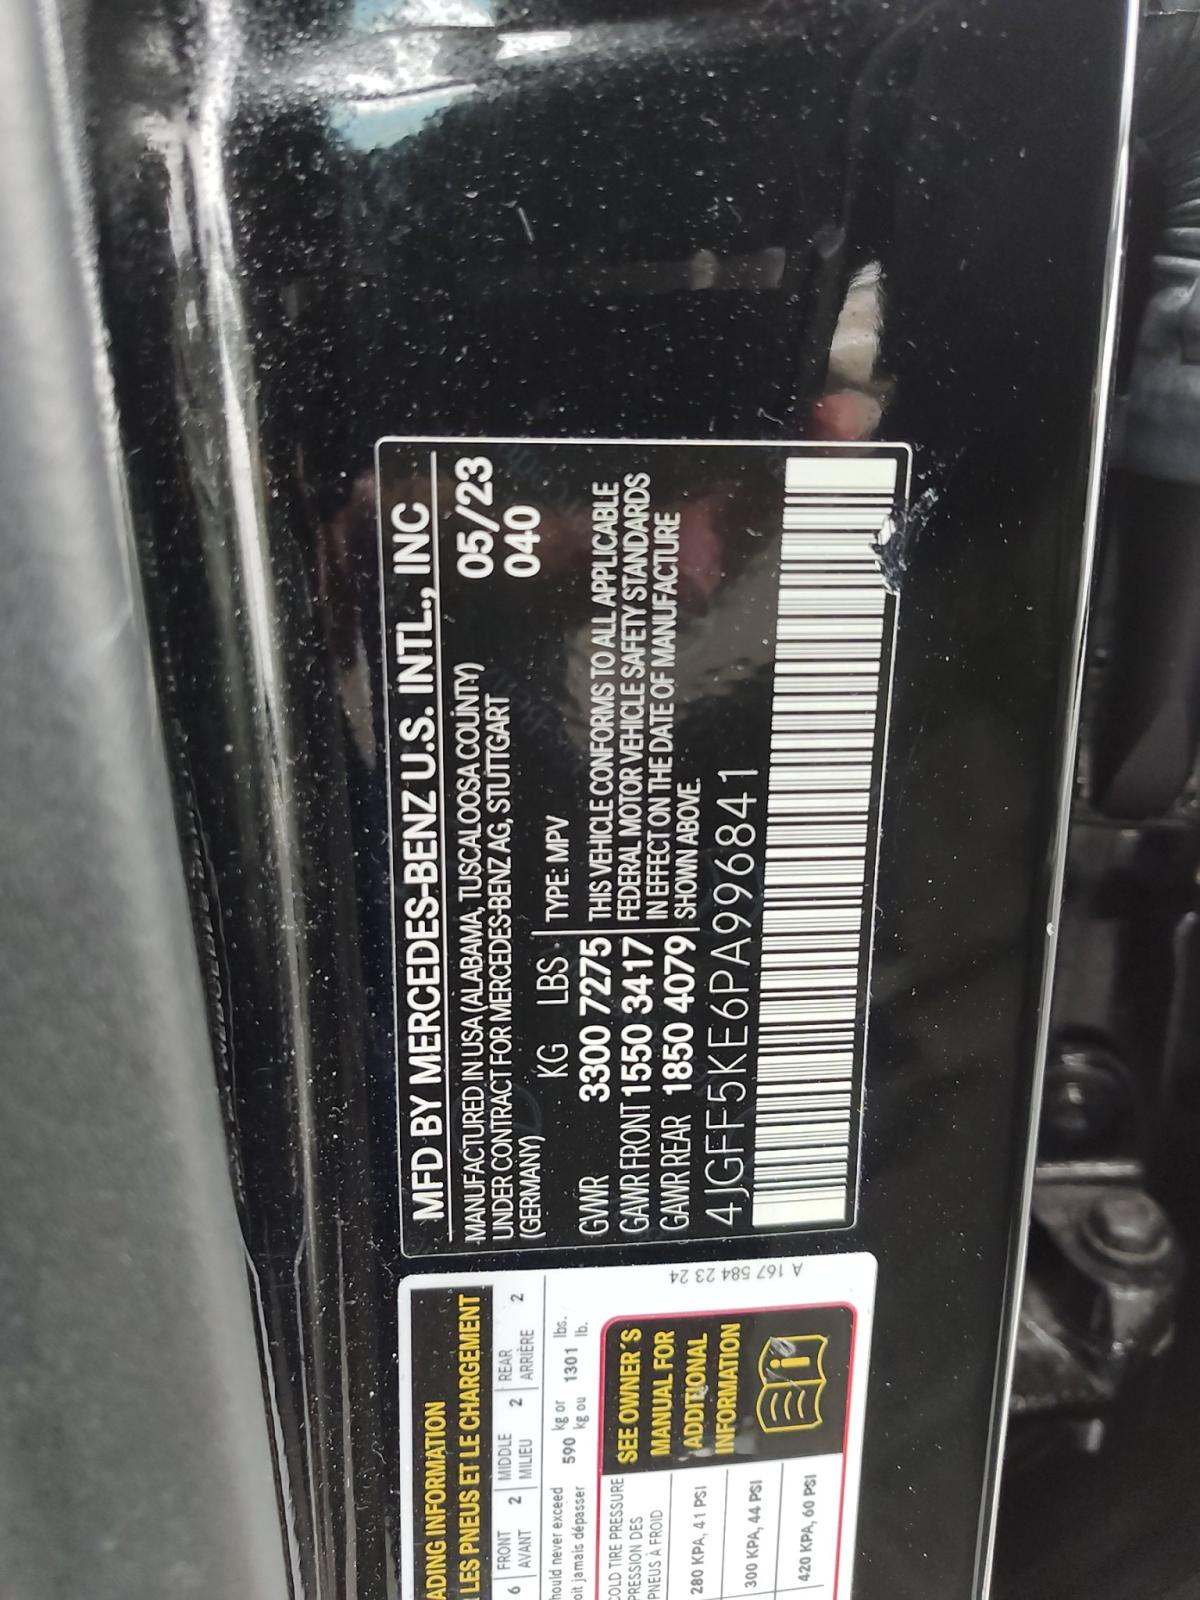 MFD BY MERCEDES-BENZ U.S. INTL., INC
MANUFACTURED IN USA (ALABAMA, TUSCALOOSA COUNTY) 05/23
UNDER CONTRACT FOR MERCEDES-BENZ AG, STUTTGART 040
(GERMANY)
KG LBS. TYPE: MPV
GVWR 3300 7275 THIS VEHICLE CONFORMS TO ALL APPLICABLE
GAWR FRONT 1550 3417 FEDERAL MOTOR VEHICLE SAFETY STANDARDS
GAWR REAR 1850 4079 IN EFFECT ON THE DATE OF MANUFACTURE
SHOWN ABOVE.
4JGFF5KE6PA996841
ADING INFORMATION
LES PNEUS ET LE CHARGEMENT
6 FRONT 2 MIDDLE 2 REAR 2
AVANT MILIEU ARRIÈRE
hould never exceed 590 kg or 1301 lbs.
oit jamais dépasser kg ou lb.
COLD TIRE PRESSURE
PRESSION DES
PNEUS À FROID
280 KPA, 41 PSI
300 KPA, 44 PSI
420 KPA, 60 PSI
SEE OWNER´S
MANUAL FOR
ADDITIONAL
INFORMATION
A 167 584 23 24